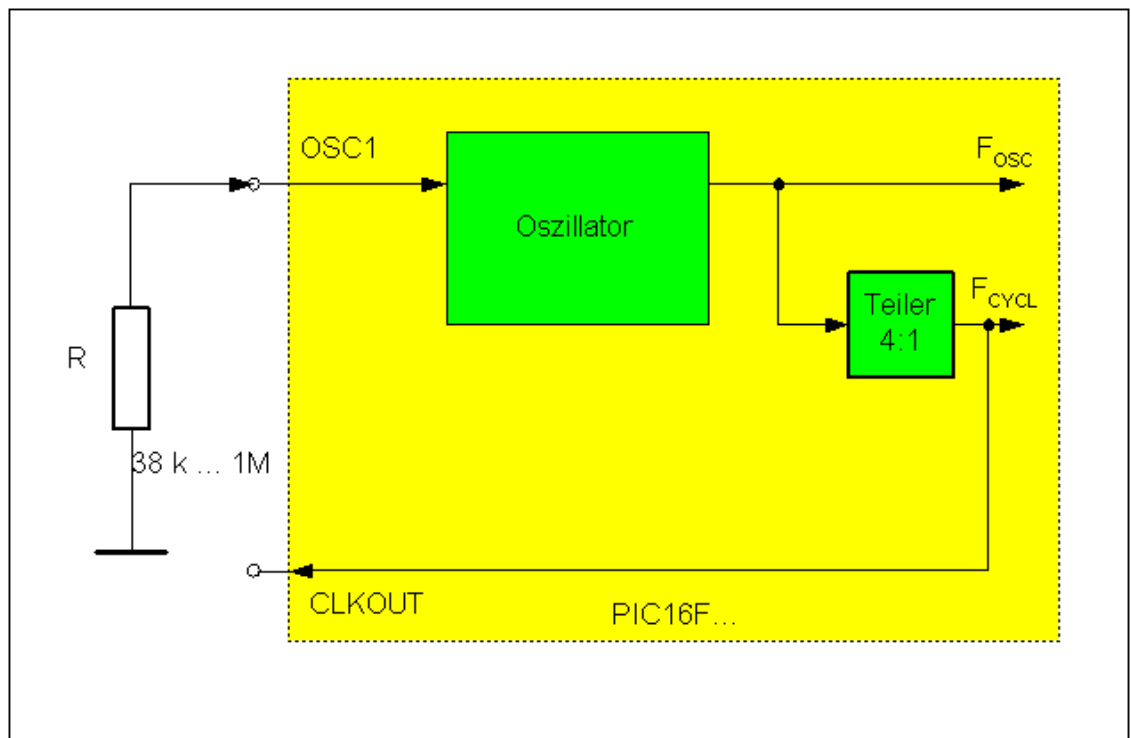 OSC1
F_OSC
Oszillator
F_CYCL
Teiler
4:1
R
38 k ... 1M
CLKOUT
PIC16F...